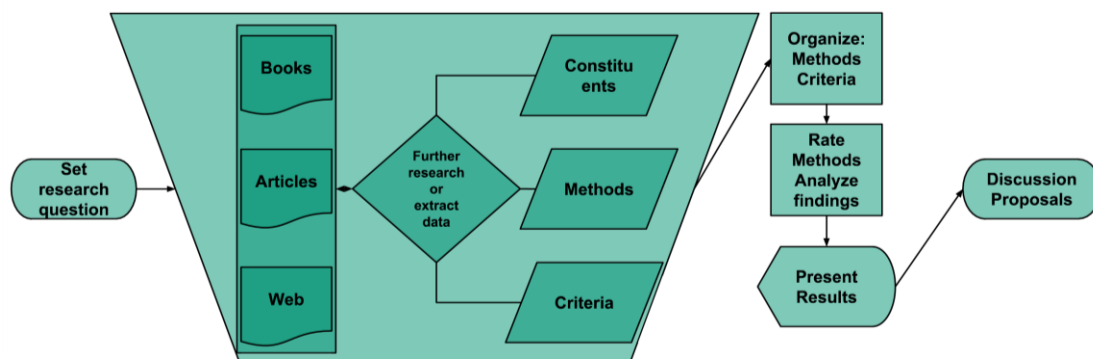 Set
research
question
Books
Articles
Web
Further
research
or
extract
data
Constitu
ents
Methods
Criteria
Organize:
Methods
Criteria
Rate
Methods
Analyze
findings
Present
Results
Discussion
Proposals